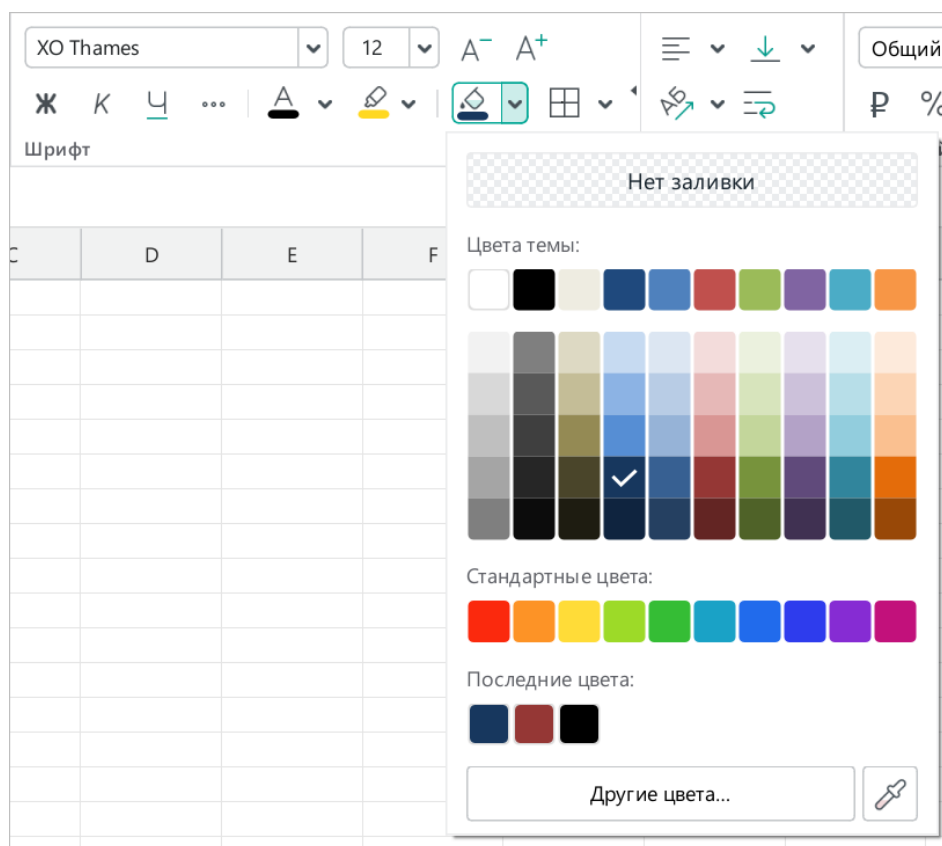 XO Thames 12 A⁻ A⁺ Общий
Ж К Ч ... A ₽ %
Шрифт
Нет заливки
C D E F
Цвета темы:
Стандартные цвета:
Последние цвета:
Другие цвета...